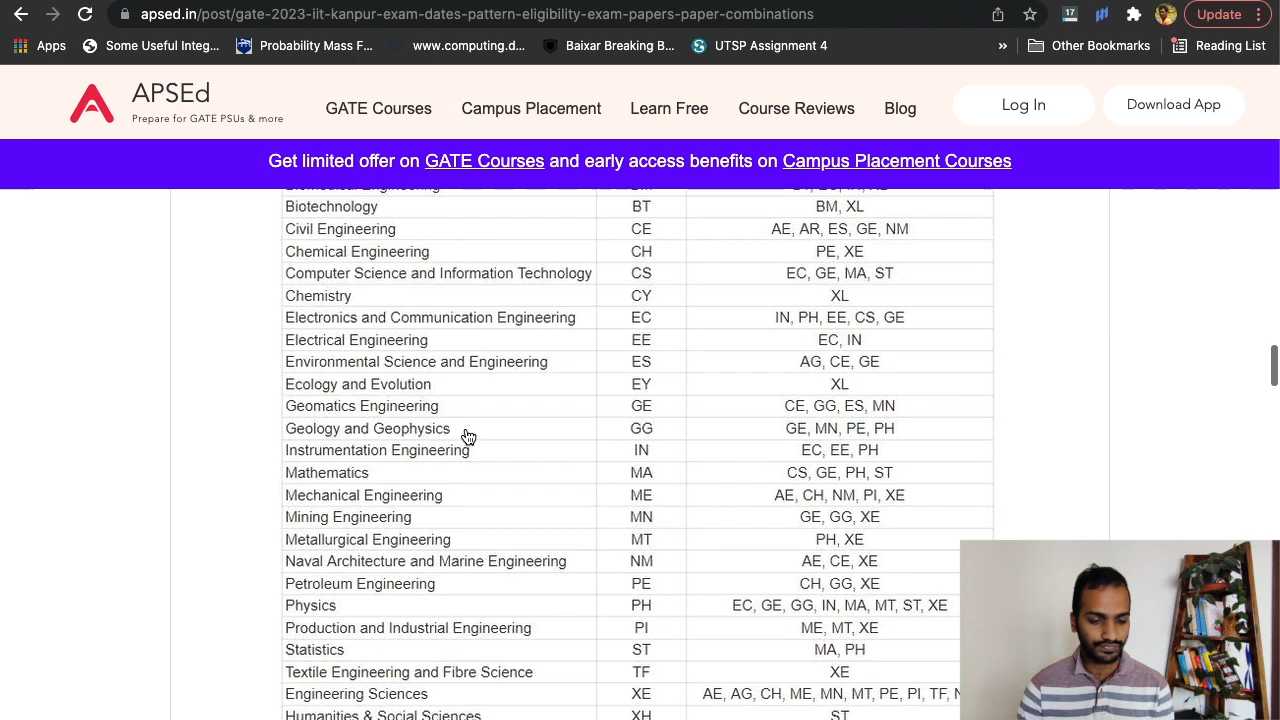 apsed.in/post/gate-2023-iit-kanpur-exam-dates-pattern-eligibility-exam-papers-paper-combinations
17
Update
Apps
Some Useful Integ...
Probability Mass F...
www.computing.d...
Baixar Breaking B...
UTSP Assignment 4
»
Other Bookmarks
Reading List
APSEd
Prepare for GATE PSUs & more
GATE Courses
Campus Placement
Learn Free
Course Reviews
Blog
Log In
Download App
Get limited offer on GATE Courses and early access benefits on Campus Placement Courses
Biomedical Engineering
Biotechnology BT BM, XL
Civil Engineering CE AE, AR, ES, GE, NM
Chemical Engineering CH PE, XE
Computer Science and Information Technology CS EC, GE, MA, ST
Chemistry CY XL
Electronics and Communication Engineering EC IN, PH, EE, CS, GE
Electrical Engineering EE EC, IN
Environmental Science and Engineering ES AG, CE, GE
Ecology and Evolution EY XL
Geomatics Engineering GE CE, GG, ES, MN
Geology and Geophysics GG GE, MN, PE, PH
Instrumentation Engineering IN EC, EE, PH
Mathematics MA CS, GE, PH, ST
Mechanical Engineering ME AE, CH, NM, PI, XE
Mining Engineering MN GE, GG, XE
Metallurgical Engineering MT PH, XE
Naval Architecture and Marine Engineering NM AE, CE, XE
Petroleum Engineering PE CH, GG, XE
Physics PH EC, GE, GG, IN, MA, MT, ST, XE
Production and Industrial Engineering PI ME, MT, XE
Statistics ST MA, PH
Textile Engineering and Fibre Science TF XE
Engineering Sciences XE AE, AG, CH, ME, MN, MT, PE, PI, TF,
Humanities & Social Sciences XH ST